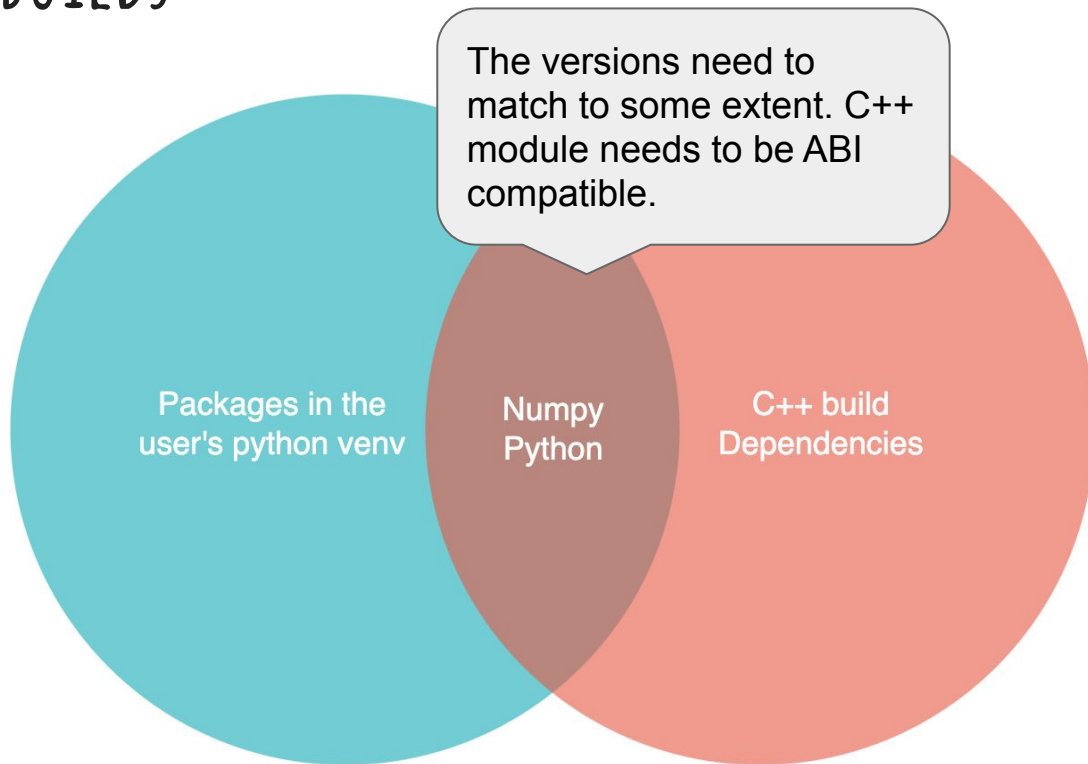 The versions need to
match to some extent. C++
module needs to be ABI
compatible.
Packages in the
user's python venv
Numpy
Python
C++ build
Dependencies